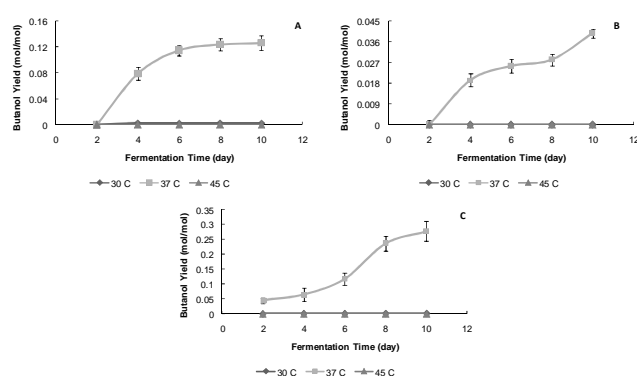 A
Butanol Yield (mol/mol)
0.16
0.12
0.08
0.04
0
0 2 4 6 8 10 12
Fermentation Time (day)
30 C 37 C 45 C
B
Butanol Yield (mol/mol)
0.045
0.036
0.027
0.018
0.009
0
0 2 4 6 8 10 12
Fermentation Time (day)
30 C 37 C 45 C
C
Butanol Yield (mol/mol)
0.35
0.3
0.25
0.2
0.15
0.1
0.05
0
0 2 4 6 8 10 12
Fermentation Time (day)
30 C 37 C 45 C